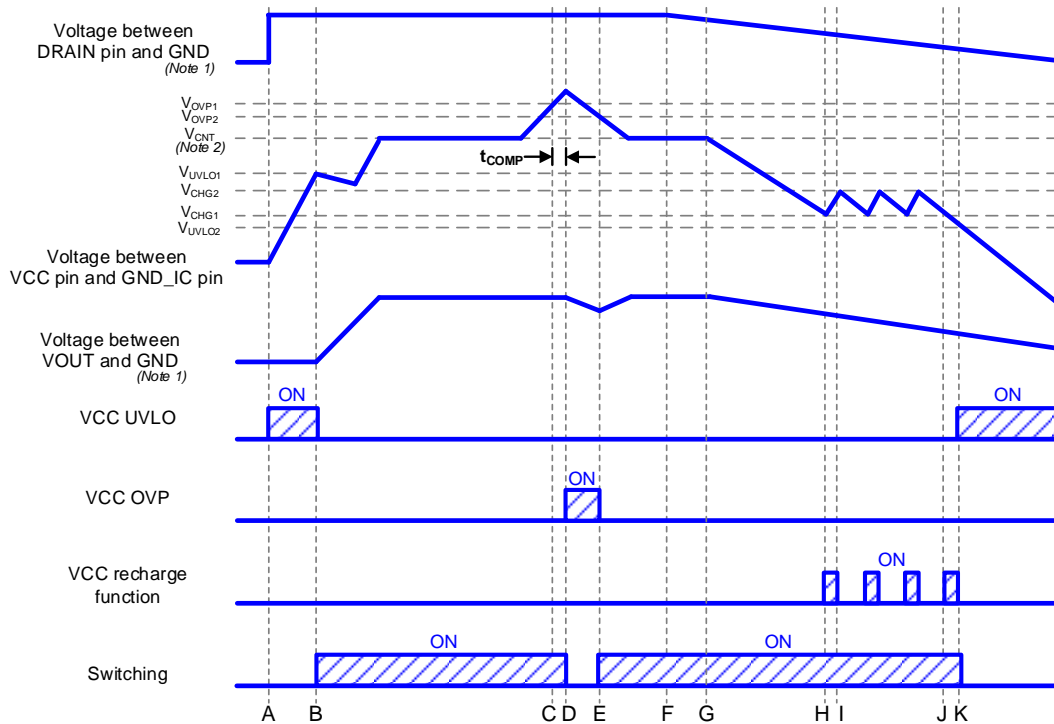 Voltage between
DRAIN pin and GND
(Note 1)
VOVP1
VOVP2
VCNT
(Note 2)
tCOMP
VUVLO1
VCHG2
VCHG1
VUVLO2
Voltage between
VCC pin and GND_IC pin
Voltage between
VOUT and GND
(Note 1)
ON
ON
VCC UVLO
ON
VCC OVP
ON
VCC recharge
function
ON
ON
Switching
A B C D E F G H I J K